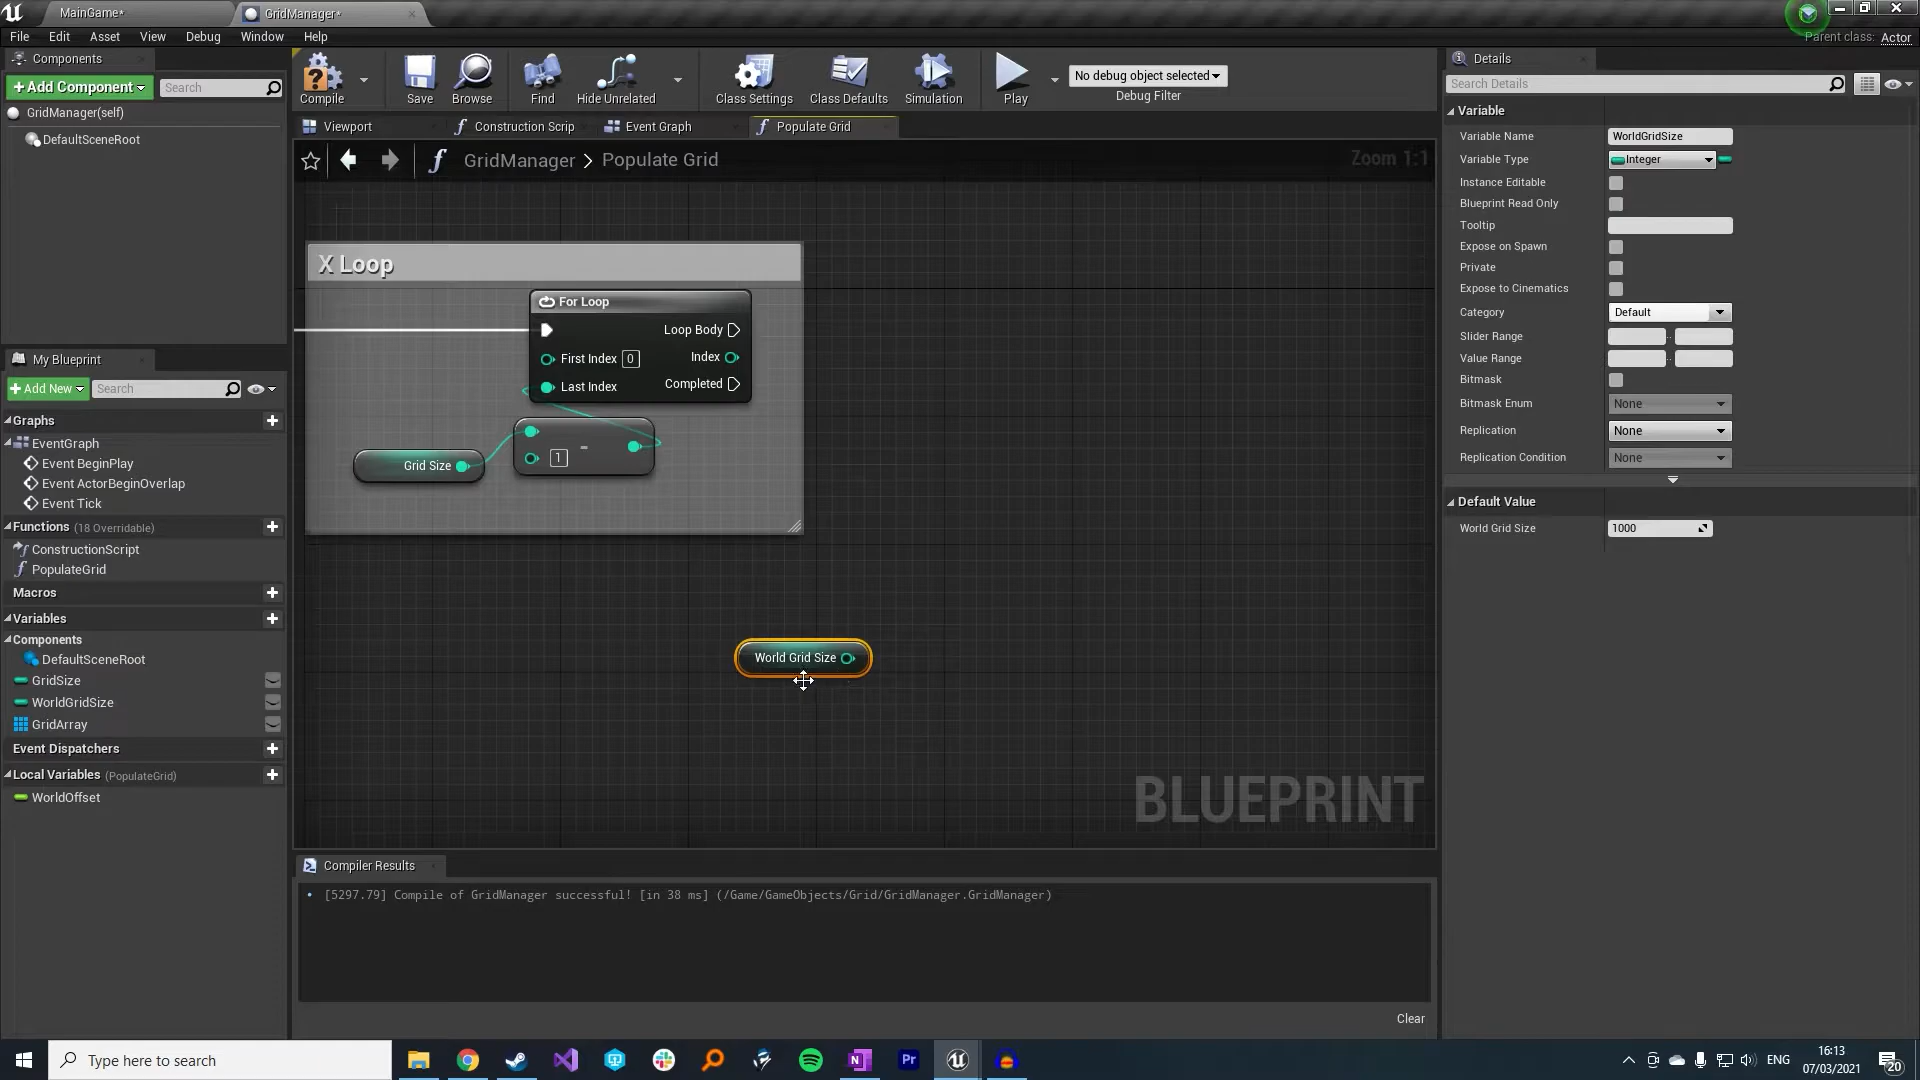 MainGame*
GridManager*
File Edit Asset View Debug Window Help
Parent class: Actor
Components
+Add Component
Search
GridManager(self)
DefaultSceneRoot
Compile
Save
Browse
Find
Hide Unrelated
Class Settings
Class Defaults
Simulation
Play
No debug object selected
Debug Filter
Viewport
Construction Scrip
Event Graph
Populate Grid
GridManager > Populate Grid
Zoom 1:1
X Loop
For Loop
Loop Body
First Index 0
Index
Last Index
Completed
Grid Size
1
-
World Grid Size
BLUEPRINT
My Blueprint
+Add New
Search
Graphs
EventGraph
Event BeginPlay
Event ActorBeginOverlap
Event Tick
Functions (18 Overridable)
ConstructionScript
PopulateGrid
Macros
Variables
Components
DefaultSceneRoot
GridSize
WorldGridSize
GridArray
Event Dispatchers
Local Variables (PopulateGrid)
WorldOffset
Compiler Results
• [5297.79] Compile of GridManager successful! [in 38 ms] (/Game/GameObjects/Grid/GridManager.GridManager)
Clear
Details
Search Details
Variable
Variable Name WorldGridSize
Variable Type Integer
Instance Editable
Blueprint Read Only
Tooltip
Expose on Spawn
Private
Expose to Cinematics
Category Default
Slider Range
Value Range
Bitmask
Bitmask Enum None
Replication None
Replication Condition None
Default Value
World Grid Size 1000
Type here to search
N
Pr
ENG
16:13
07/03/2021
20